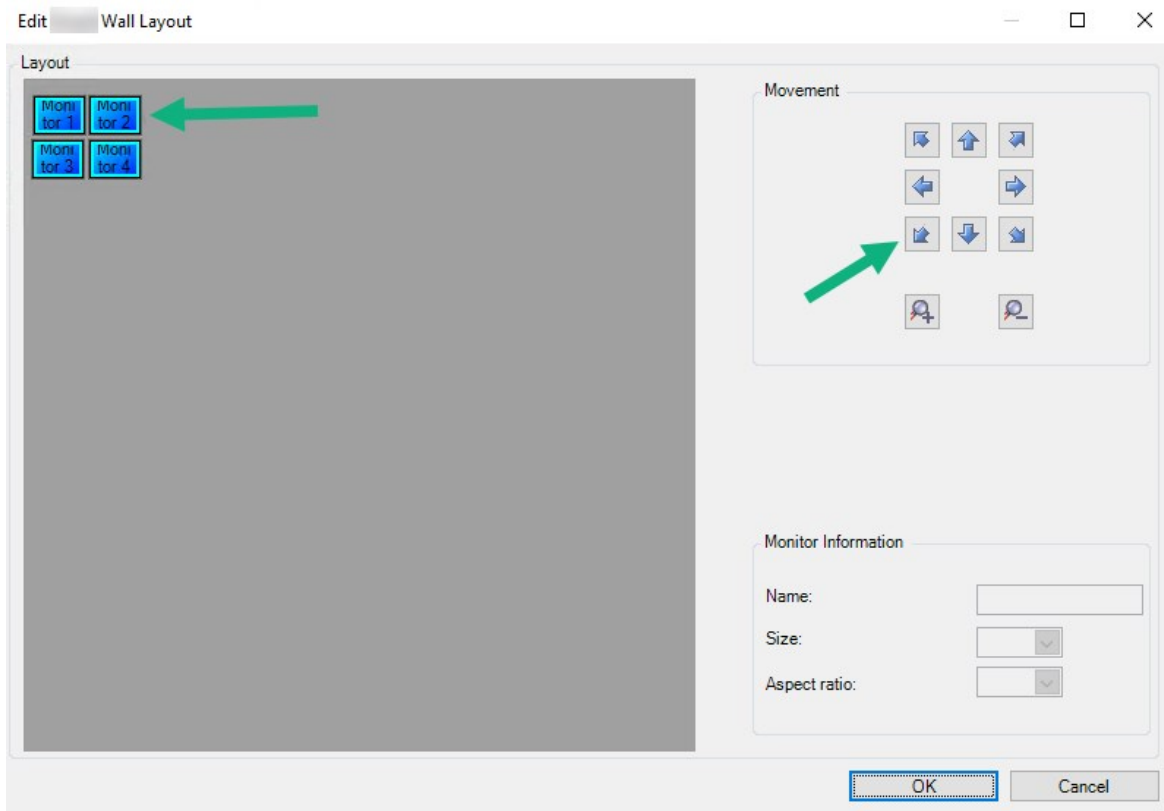 Edit Wall Layout
Layout
Moni
tor 1
Moni
tor 2
Moni
tor 3
Moni
tor 4
Movement
Monitor Information
Name:
Size:
Aspect ratio:
OK
Cancel